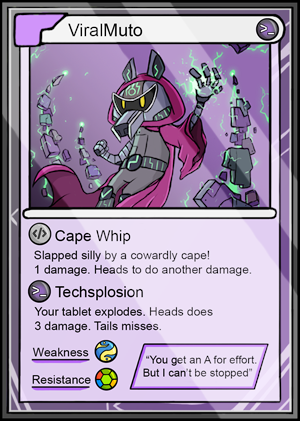 ViralMuto
>_
</> Cape Whip
Slapped silly by a cowardly cape!
1 damage. Heads to do another damage.
>_ Techsplosion
Your tablet explodes. Heads does
3 damage. Tails misses.
Weakness
Resistance
“You get an A for effort.
But I can't be stopped”